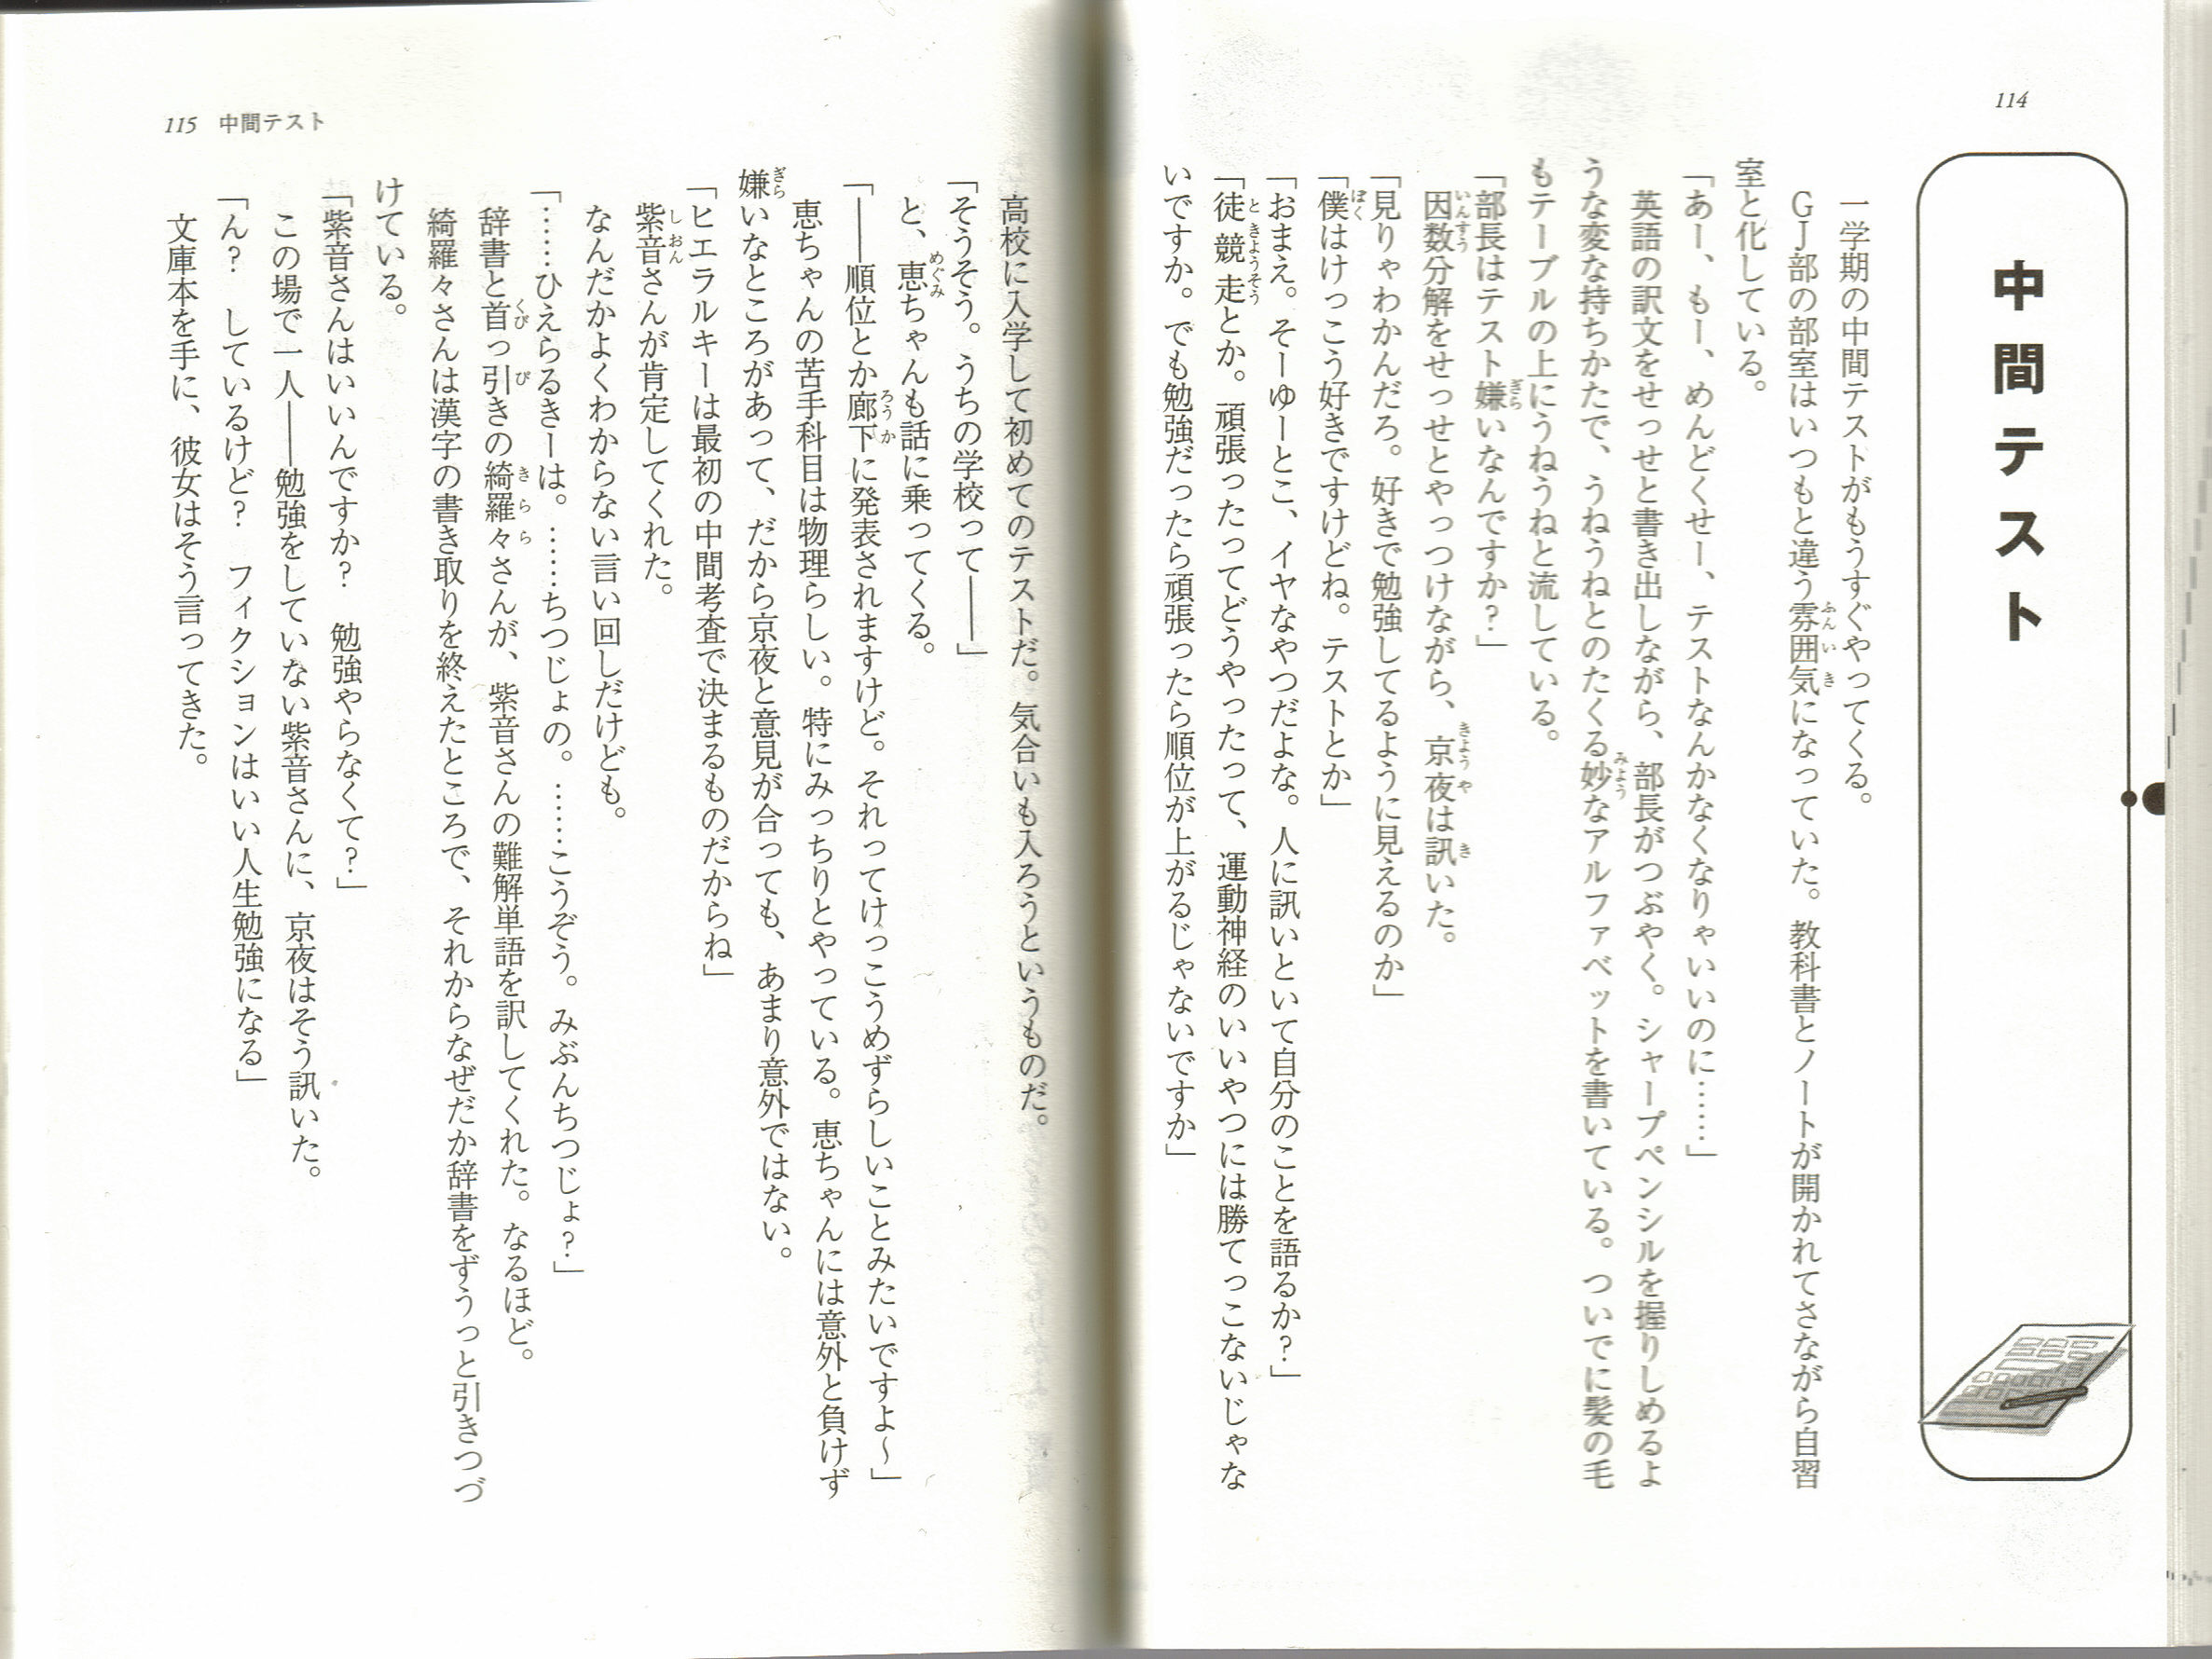 114
中間テスト
一学期の中間テストがもうすぐやってくる。
ＧＪ部の部室はいつもと違う雰囲気になっていた。教科書とノートが開かれてさながら自習
室と化している。
「あー、もー、めんどくせー、テストなんかなくなりゃいいのに……」
英語の訳文をせっせと書き出しながら、部長がつぶやく。シャープペンシルを握りしめるよ
うな変な持ちかたで、うねうねとのたくる妙なアルファベットを書いている。ついでに髪の毛
もテーブルの上にうねうねと流している。
「部長はテスト嫌いなんですか？」
因数分解をせっせとやっつけながら、京夜は訊いた。
「見りゃわかんだろ。好きで勉強してるように見えるのか」
「僕はけっこう好きですけどね。テストとか」
「おまえ。そーゆーとこ、イヤなやつだよな。人に訊いといて自分のことを語るか？」
「徒競走とか。頑張ったってどうやったって、運動神経のいいやつには勝てっこないじゃな
いですか。でも勉強だったら頑張ったら順位が上がるじゃないですか」
高校に入学して初めてのテストだ。気合いも入ろうというものだ。
「そうそう。うちの学校って――」
と、恵ちゃんも話に乗ってくる。
「――順位とか廊下に発表されますけど。それってけっこうめずらしいことみたいですよ～」
恵ちゃんの苦手科目は物理らしい。特にみっちりとやっている。恵ちゃんには意外と負けず
嫌いなところがあって、だから京夜と意見が合っても、あまり意外ではない。
「ヒエラルキーは最初の中間考査で決まるものだからね」
紫音さんが肯定してくれた。
なんだかよくわからない言い回しだけども。
「……ひえらるきーは。……ちつじょの。……こうぞう。みぶんちつじょ？」
辞書と首っ引きの綺羅々さんが、紫音さんの難解単語を訳してくれた。なるほど。
綺羅々さんは漢字の書き取りを終えたところで、それからなぜだか辞書をずうっと引きつづ
けている。
「紫音さんはいいんですか？　勉強やらなくて？」
この場で一人――勉強をしていない紫音さんに、京夜はそう訊いた。
「ん？　しているけど？　フィクションはいい人生勉強になる」
文庫本を手に、彼女はそう言ってきた。
115　中間テスト